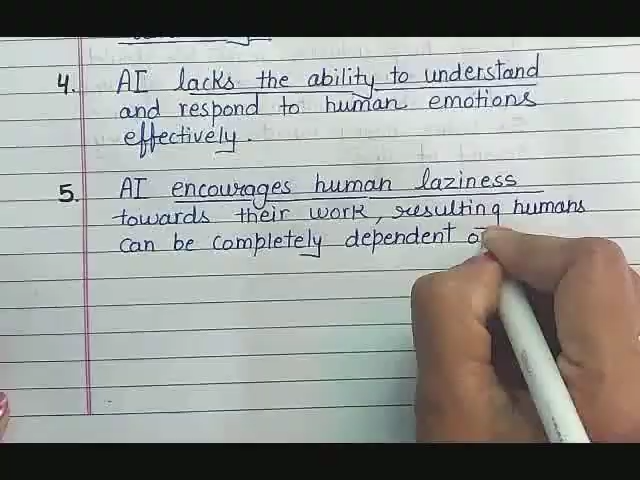 4. AI lacks the ability to understand
and respond to human emotions
effectively.
5. AI encourages human laziness
towards their work, resulting humans
can be completely dependent